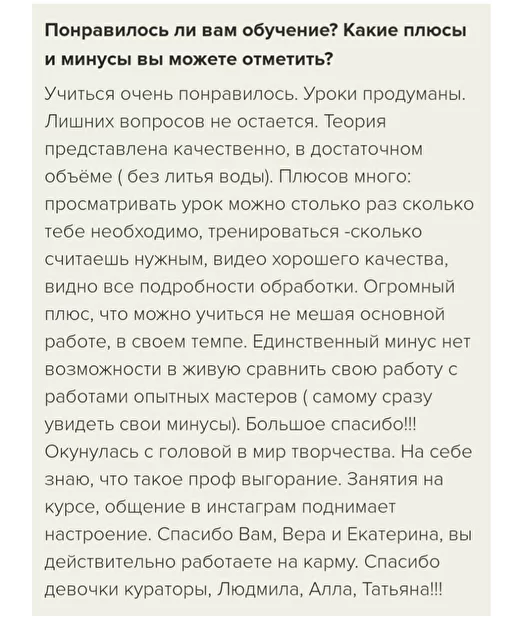 Понравилось ли вам обучение? Какие плюсы
и минусы вы можете отметить?
Учиться очень понравилось. Уроки продуманы.
Лишних вопросов не остается. Теория
представлена качественно, в достаточном
объёме ( без литья воды). Плюсов много:
просматривать урок можно столько раз сколько
тебе необходимо, тренироваться -сколько
считаешь нужным, видео хорошего качества,
видно все подробности обработки. Огромный
плюс, что можно учиться не мешая основной
работе, в своем темпе. Единственный минус нет
возможности в живую сравнить свою работу с
работами опытных мастеров ( самому сразу
увидеть свои минусы). Большое спасибо!!!
Окунулась с головой в мир творчества. На себе
знаю, что такое проф выгорание. Занятия на
курсе, общение в инстаграм поднимает
настроение. Спасибо Вам, Вера и Екатерина, вы
действительно работаете на карму. Спасибо
девочки кураторы, Людмила, Алла, Татьяна!!!